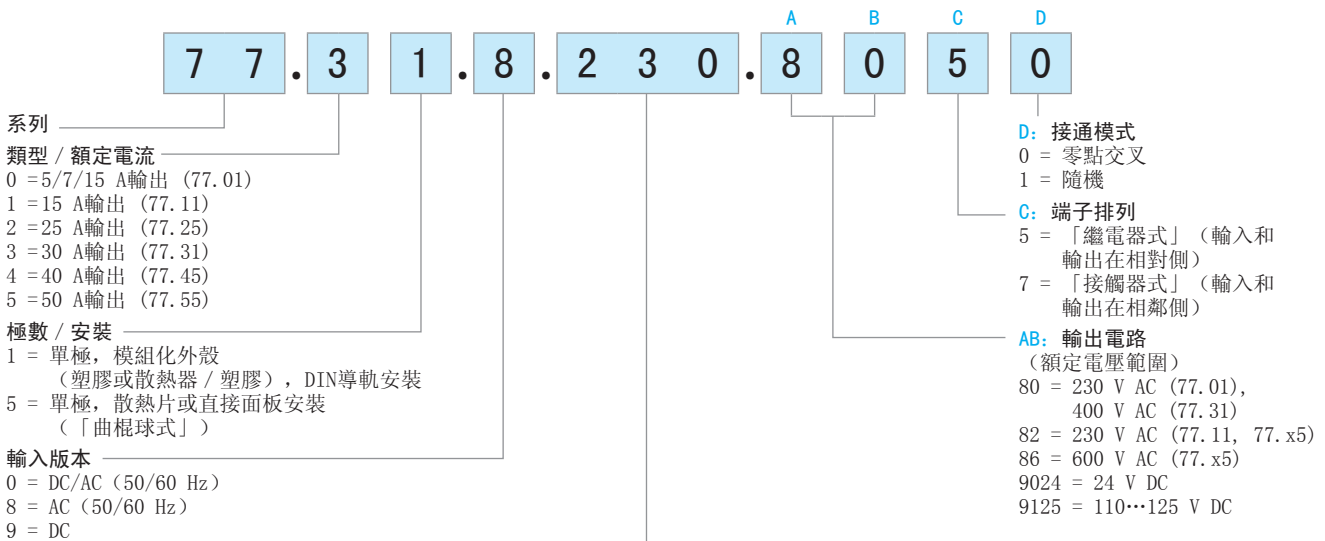 A B C D
7 7 . 3 1 . 8 . 2 3 0 . 8 0 5 0
系列
類型 / 額定電流
0 =5/7/15 A輸出 (77.01)
1 =15 A輸出 (77.11)
2 =25 A輸出 (77.25)
3 =30 A輸出 (77.31)
4 =40 A輸出 (77.45)
5 =50 A輸出 (77.55)
極數 / 安裝
1 = 單極，模組化外殼
（塑膠或散熱器 / 塑膠），DIN導軌安裝
5 = 單極，散熱片或直接面板安裝
（「曲棍球式」）
輸入版本
0 = DC/AC（50/60 Hz）
8 = AC（50/60 Hz）
9 = DC
D：接通模式
0 = 零點交叉
1 = 隨機
C：端子排列
5 = 「繼電器式」（輸入和
輸出在相對側）
7 = 「接觸器式」（輸入和
輸出在相鄰側）
AB：輸出電路
（額定電壓範圍）
80 = 230 V AC (77.01),
400 V AC (77.31)
82 = 230 V AC (77.11, 77.x5)
86 = 600 V AC (77.x5)
9024 = 24 V DC
9125 = 110…125 V DC